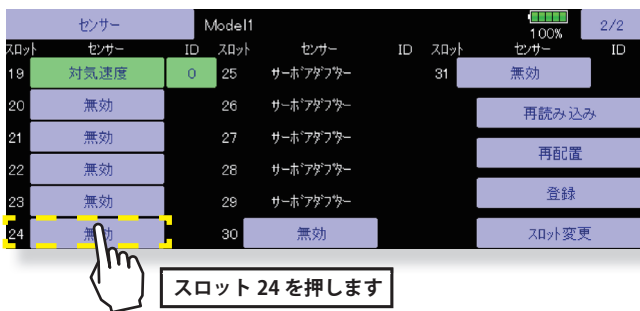 センサー Model1 100% 2/2
スロット センサー ID スロット センサー ID スロット センサー ID
19 対気速度 0 25 サーボアダプター 31 無効
20 無効 26 サーボアダプター 再読み込み
21 無効 27 サーボアダプター 再配置
22 無効 28 サーボアダプター 登録
23 無効 29 サーボアダプター
24 無効 30 無効 スロット変更
スロット 24 を押します